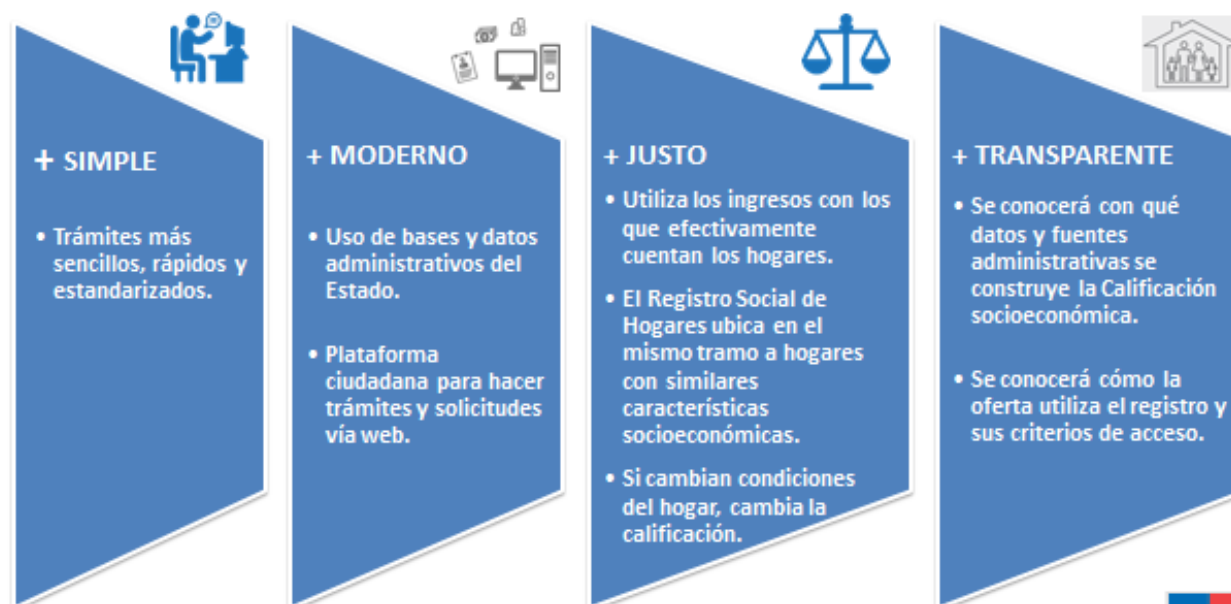 + SIMPLE
• Trámites más
sencillos, rápidos y
estandarizados.
+ MODERNO
• Uso de bases y datos
administrativos del
Estado.
• Plataforma
ciudadana para hacer
trámites y solicitudes
vía web.
+ JUSTO
• Utiliza los ingresos con los
que efectivamente
cuentan los hogares.
• El Registro Social de
Hogares ubica en el
mismo tramo a hogares
con similares
características
socioeconómicas.
• Si cambian condiciones
del hogar, cambia la
calificación.
+ TRANSPARENTE
• Se conocerá con qué
datos y fuentes
administrativas se
construye la Calificación
socioeconómica.
• Se conocerá cómo la
oferta utiliza el registro y
sus criterios de acceso.